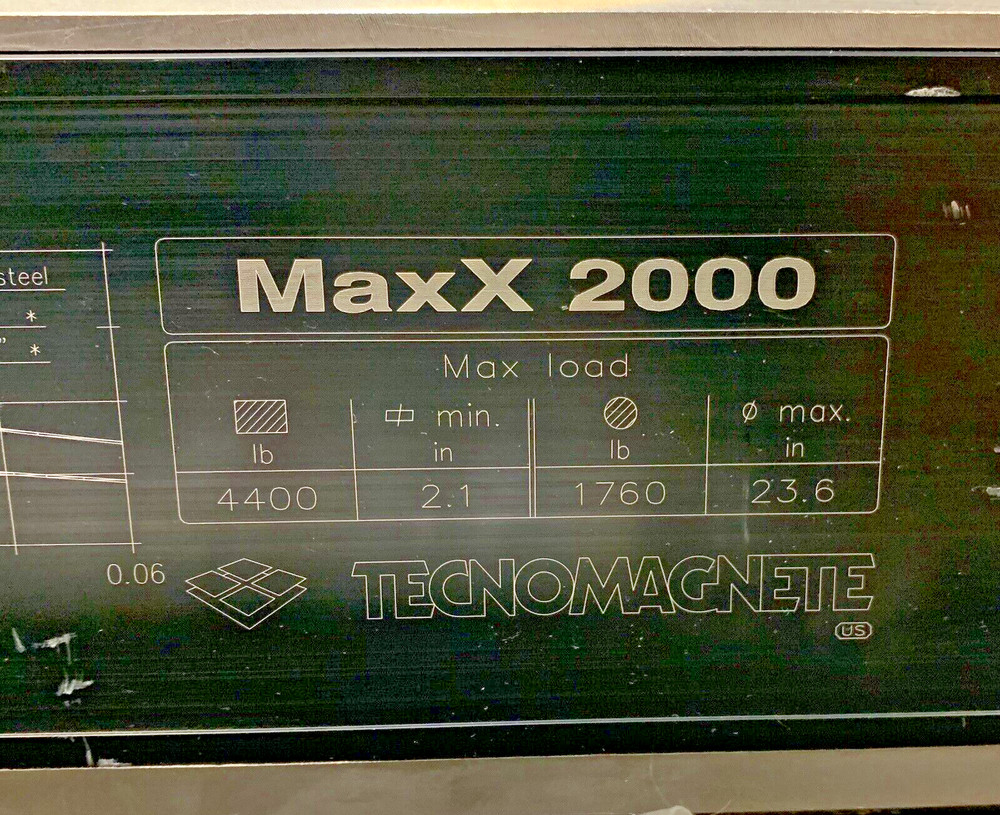 steel
*
” *
0.06
MaxX 2000
Max load
lb
min.
in
lb
ø max.
in
4400 2.1 1760 23.6
TECNOMAGNETE
US